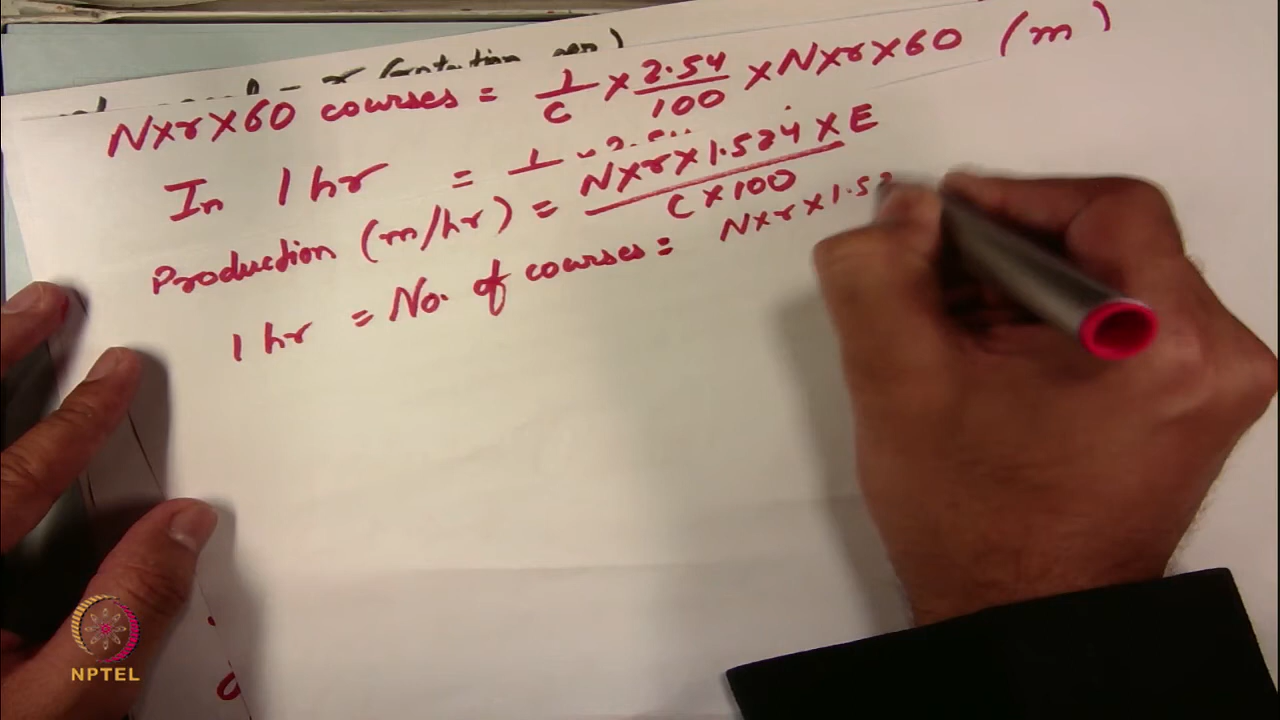 N×r×60 courses = 1/c × 2.54/100 × N×r×60 (m)
In 1 hr = 1
Production (m/hr) = N×r×1.524×E / C×100
1 hr = No. of courses = N×r×1.5
NPTEL